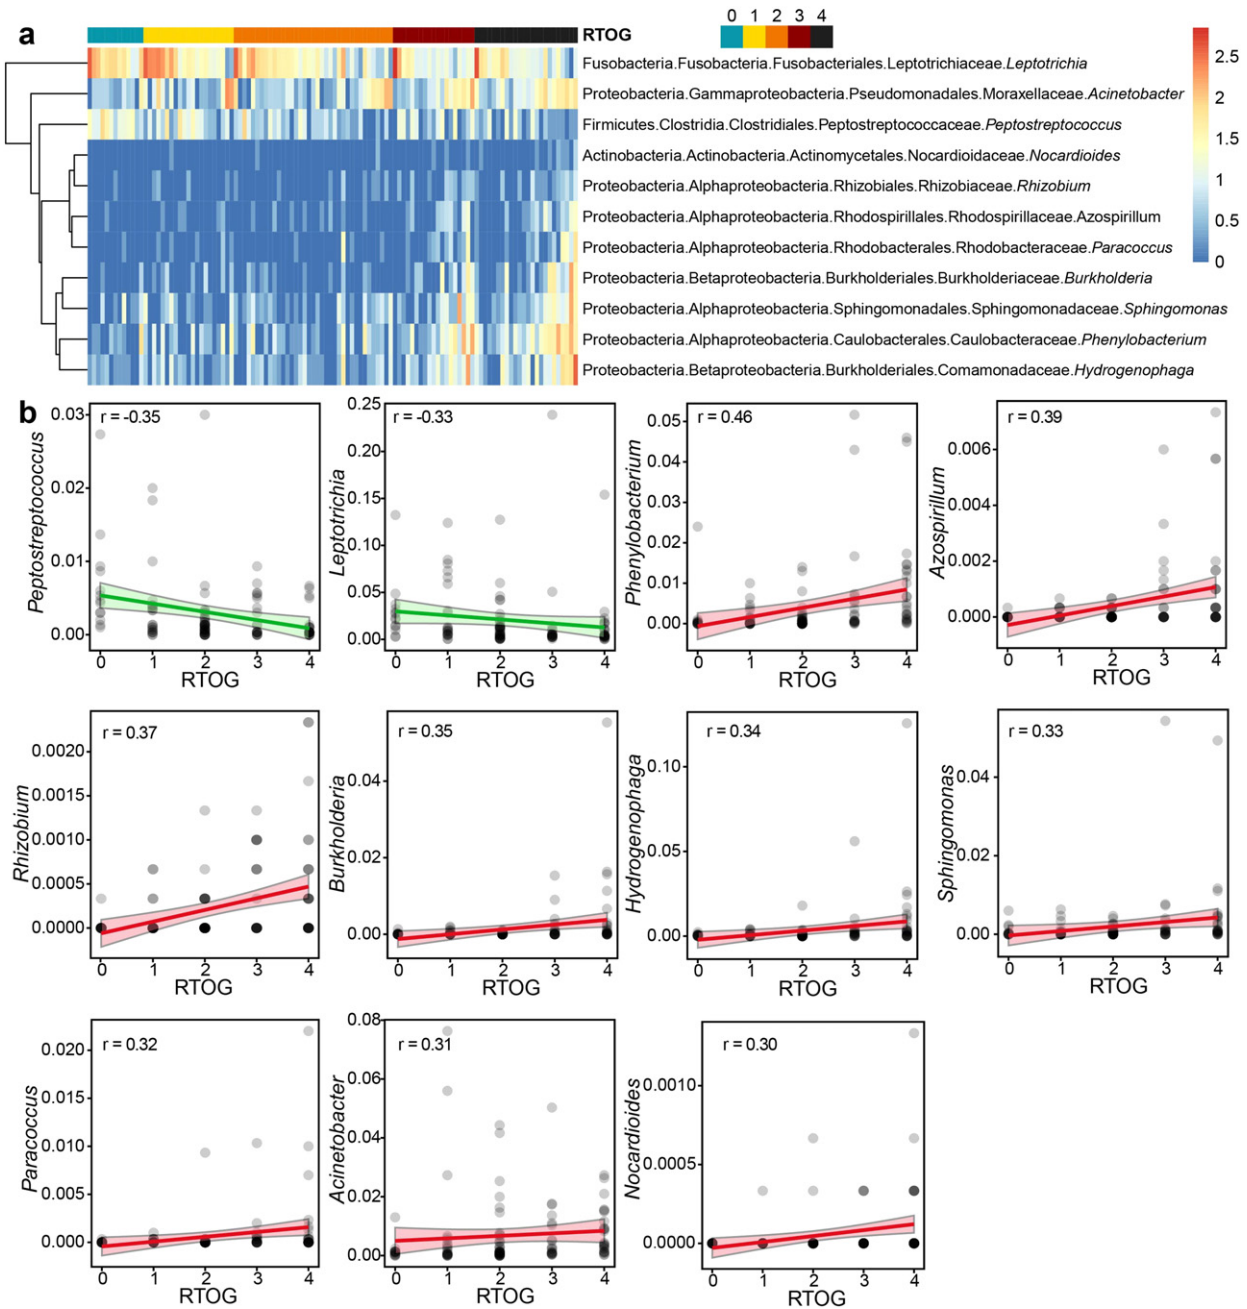 a
0 1 2 3 4
RTOG
Fusobacteria.Fusobacteria.Fusobacteriales.Leptotrichiaceae.Leptotrichia
Proteobacteria.Gammaproteobacteria.Pseudomonadales.Moraxellaceae.Acinetobacter
Firmicutes.Clostridia.Clostridiales.Peptostreptococcaceae.Peptostreptococcus
Actinobacteria.Actinobacteria.Actinomycetales.Nocardioidaceae.Nocardioides
Proteobacteria.Alphaproteobacteria.Rhizobiales.Rhizobiaceae.Rhizobium
Proteobacteria.Alphaproteobacteria.Rhodospirillales.Rhodospirillaceae.Azospirillum
Proteobacteria.Alphaproteobacteria.Rhodobacterales.Rhodobacteraceae.Paracoccus
Proteobacteria.Betaproteobacteria.Burkholderiales.Burkholderiaceae.Burkholderia
Proteobacteria.Alphaproteobacteria.Sphingomonadales.Sphingomonadaceae.Sphingomonas
Proteobacteria.Alphaproteobacteria.Caulobacterales.Caulobacteraceae.Phenylobacterium
Proteobacteria.Betaproteobacteria.Burkholderiales.Comamonadaceae.Hydrogenophaga
2.5
2
1.5
1
0.5
0
b
r = -0.35
Peptostreptococcus
0.03
0.02
0.01
0.00
0 1 2 3 4
RTOG
r = -0.33
Leptotrichia
0.25
0.20
0.15
0.10
0.05
0.00
0 1 2 3 4
RTOG
r = 0.46
Phenylobacterium
0.05
0.04
0.03
0.02
0.01
0.00
0 1 2 3 4
RTOG
r = 0.39
Azospirillum
0.006
0.004
0.002
0.000
0 1 2 3 4
RTOG
r = 0.37
Rhizobium
0.0020
0.0015
0.0010
0.0005
0.0000
0 1 2 3 4
RTOG
r = 0.35
Burkholderia
0.04
0.02
0.00
0 1 2 3 4
RTOG
r = 0.34
Hydrogenophaga
0.10
0.05
0.00
0 1 2 3 4
RTOG
r = 0.33
Sphingomonas
0.04
0.02
0.00
0 1 2 3 4
RTOG
r = 0.32
Paracoccus
0.020
0.015
0.010
0.005
0.000
0 1 2 3 4
RTOG
r = 0.31
Acinetobacter
0.08
0.06
0.04
0.02
0.00
0 1 2 3 4
RTOG
r = 0.30
Nocardioides
0.0010
0.0005
0.0000
0 1 2 3 4
RTOG